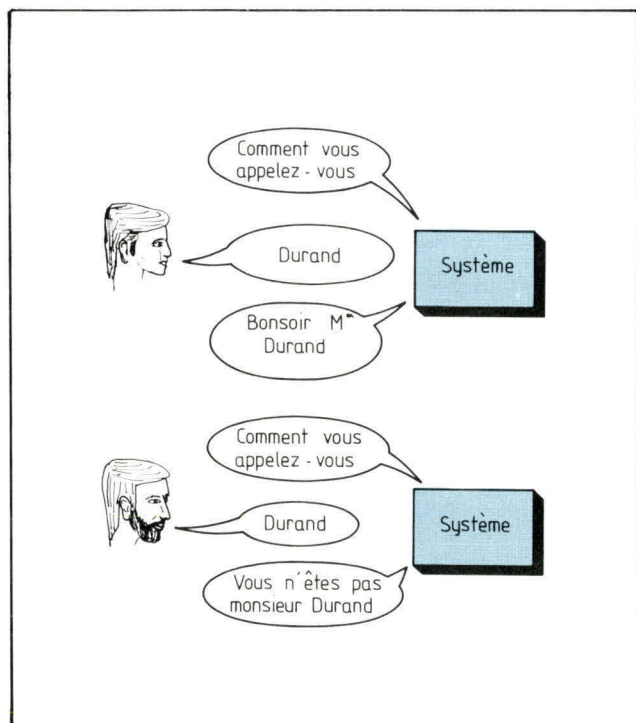 Comment vous
appelez-vous
Durand
Système
Bonsoir Mᵐ
Durand
Comment vous
appelez-vous
Durand
Système
Vous n'êtes pas
monsieur Durand